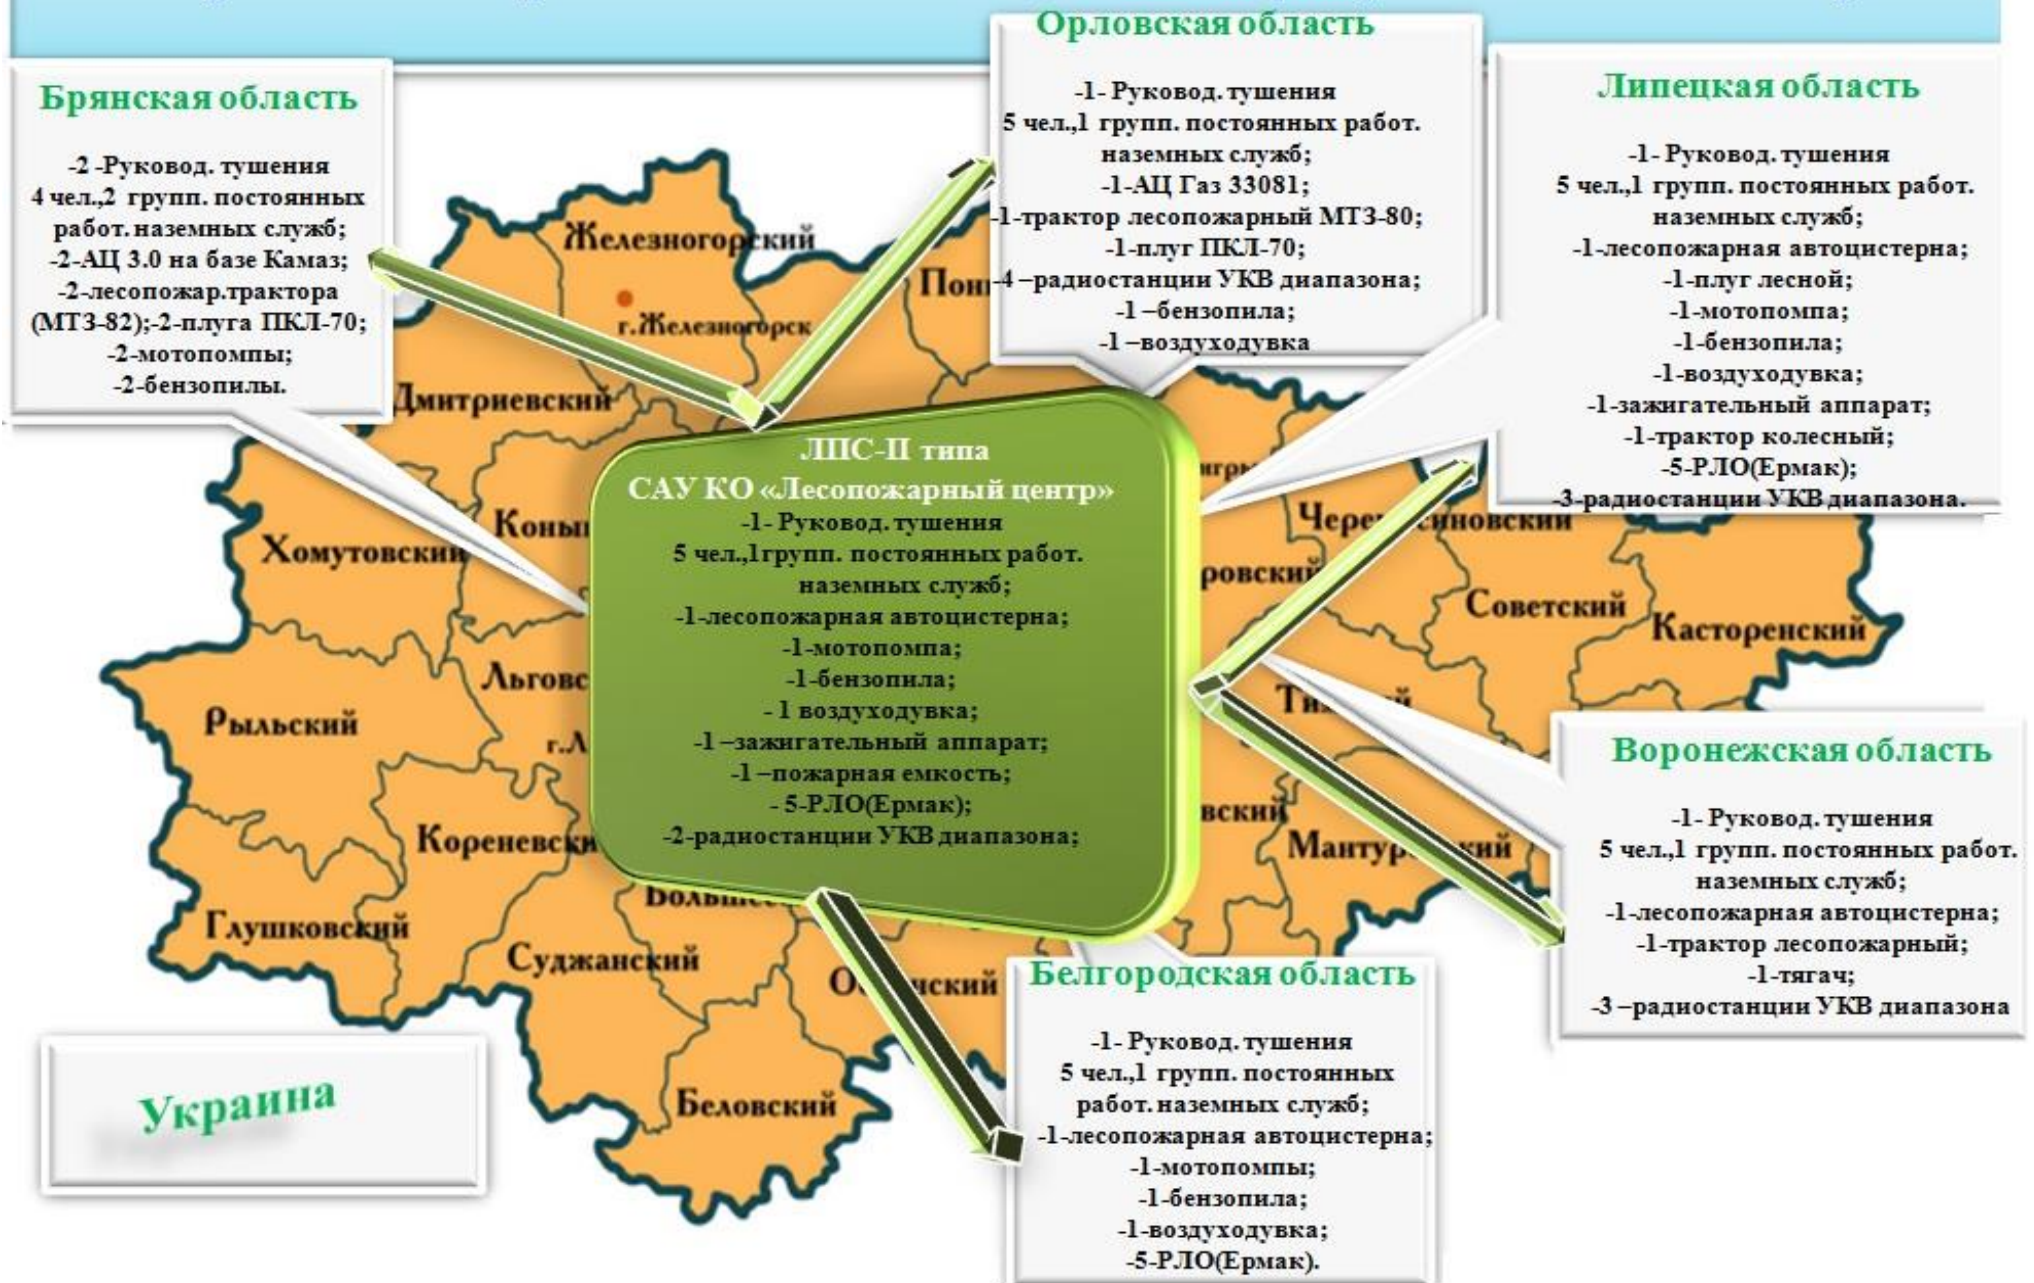 Орловская область
-1- Руковод. тушения
5 чел.,1 групп. постоянных работ.
наземных служб;
-1-АЦ Газ 33081;
-1-трактор лесопожарный МТЗ-80;
-1-плуг ПКЛ-70;
-4 –радиостанции УКВ диапазона;
-1 –бензопила;
-1 –воздуходувка
Брянская область
-2 -Руковод. тушения
4 чел.,2 групп. постоянных
работ. наземных служб;
-2-АЦ 3.0 на базе Камаз;
-2-лесопожар.трактора
(МТЗ-82);-2-плуга ПКЛ-70;
-2-мотопомпы;
-2-бензопилы.
Липецкая область
-1- Руковод. тушения
5 чел.,1 групп. постоянных работ.
наземных служб;
-1-лесопожарная автоцистерна;
-1-плуг лесной;
-1-мотопомпа;
-1-бензопила;
-1-воздуходувка;
-1-зажигательный аппарат;
-1-трактор колесный;
-5-РЛО(Ермак);
-3-радиостанции УКВ диапазона.
Железногорский
г.Железногорск
Дмитриевский
ЛПС-II типа
САУ КО «Лесопожарный центр»
-1- Руковод. тушения
5 чел.,1групп. постоянных работ.
наземных служб;
-1-лесопожарная автоцистерна;
-1-мотопомпа;
-1-бензопила;
- 1 воздуходувка;
-1 –зажигательный аппарат;
-1 –пожарная емкость;
- 5-РЛО(Ермак);
-2-радиостанции УКВ диапазона;
Хомутовский
Советский
Касторенский
Рыльский
Глушковский
Суджанский
Беловский
Воронежская область
-1- Руковод. тушения
5 чел.,1 групп. постоянных работ.
наземных служб;
-1-лесопожарная автоцистерна;
-1-трактор лесопожарный;
-1-тягач;
-3 –радиостанции УКВ диапазона
Белгородская область
-1- Руковод. тушения
5 чел.,1 групп. постоянных
работ. наземных служб;
-1-лесопожарная автоцистерна;
-1-мотопомпы;
-1-бензопила;
-1-воздуходувка;
-5-РЛО(Ермак).
Украина